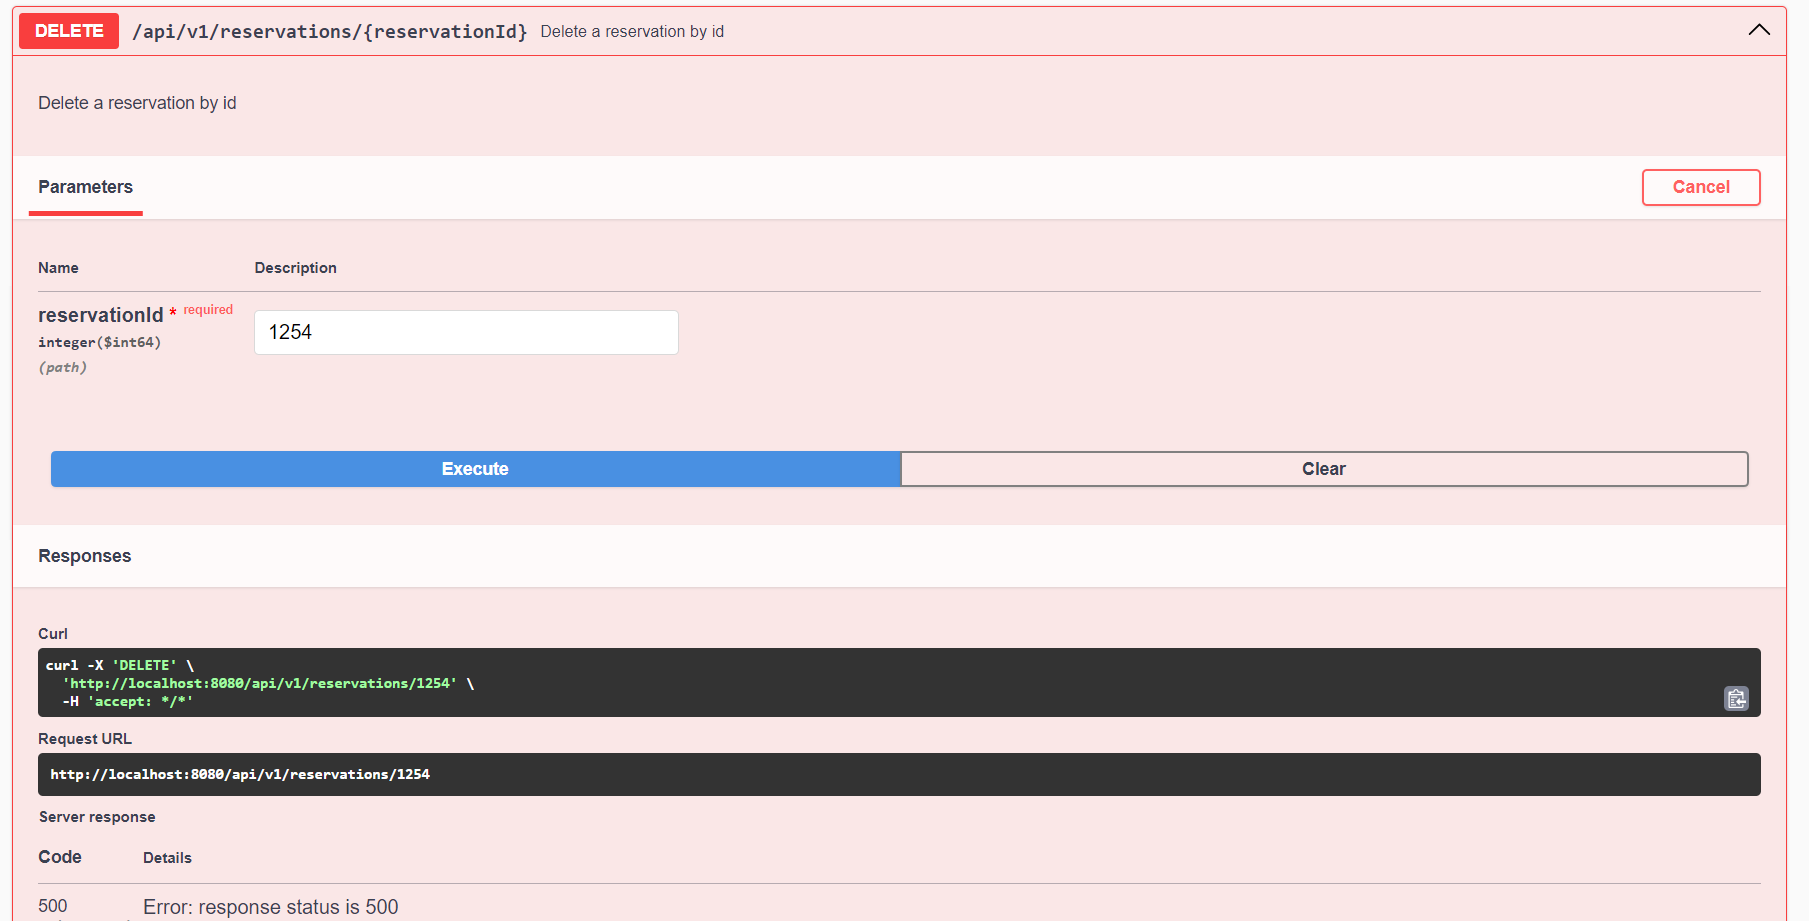 DELETE /api/v1/reservations/{reservationId} Delete a reservation by id
Delete a reservation by id
Parameters
Cancel
Name Description
reservationId * required
integer($int64)
(path)
1254
Execute Clear
Responses
Curl
curl -X 'DELETE' \
'http://localhost:8080/api/v1/reservations/1254' \
-H 'accept: */*'
Request URL
http://localhost:8080/api/v1/reservations/1254
Server response
Code Details
500 Error: response status is 500